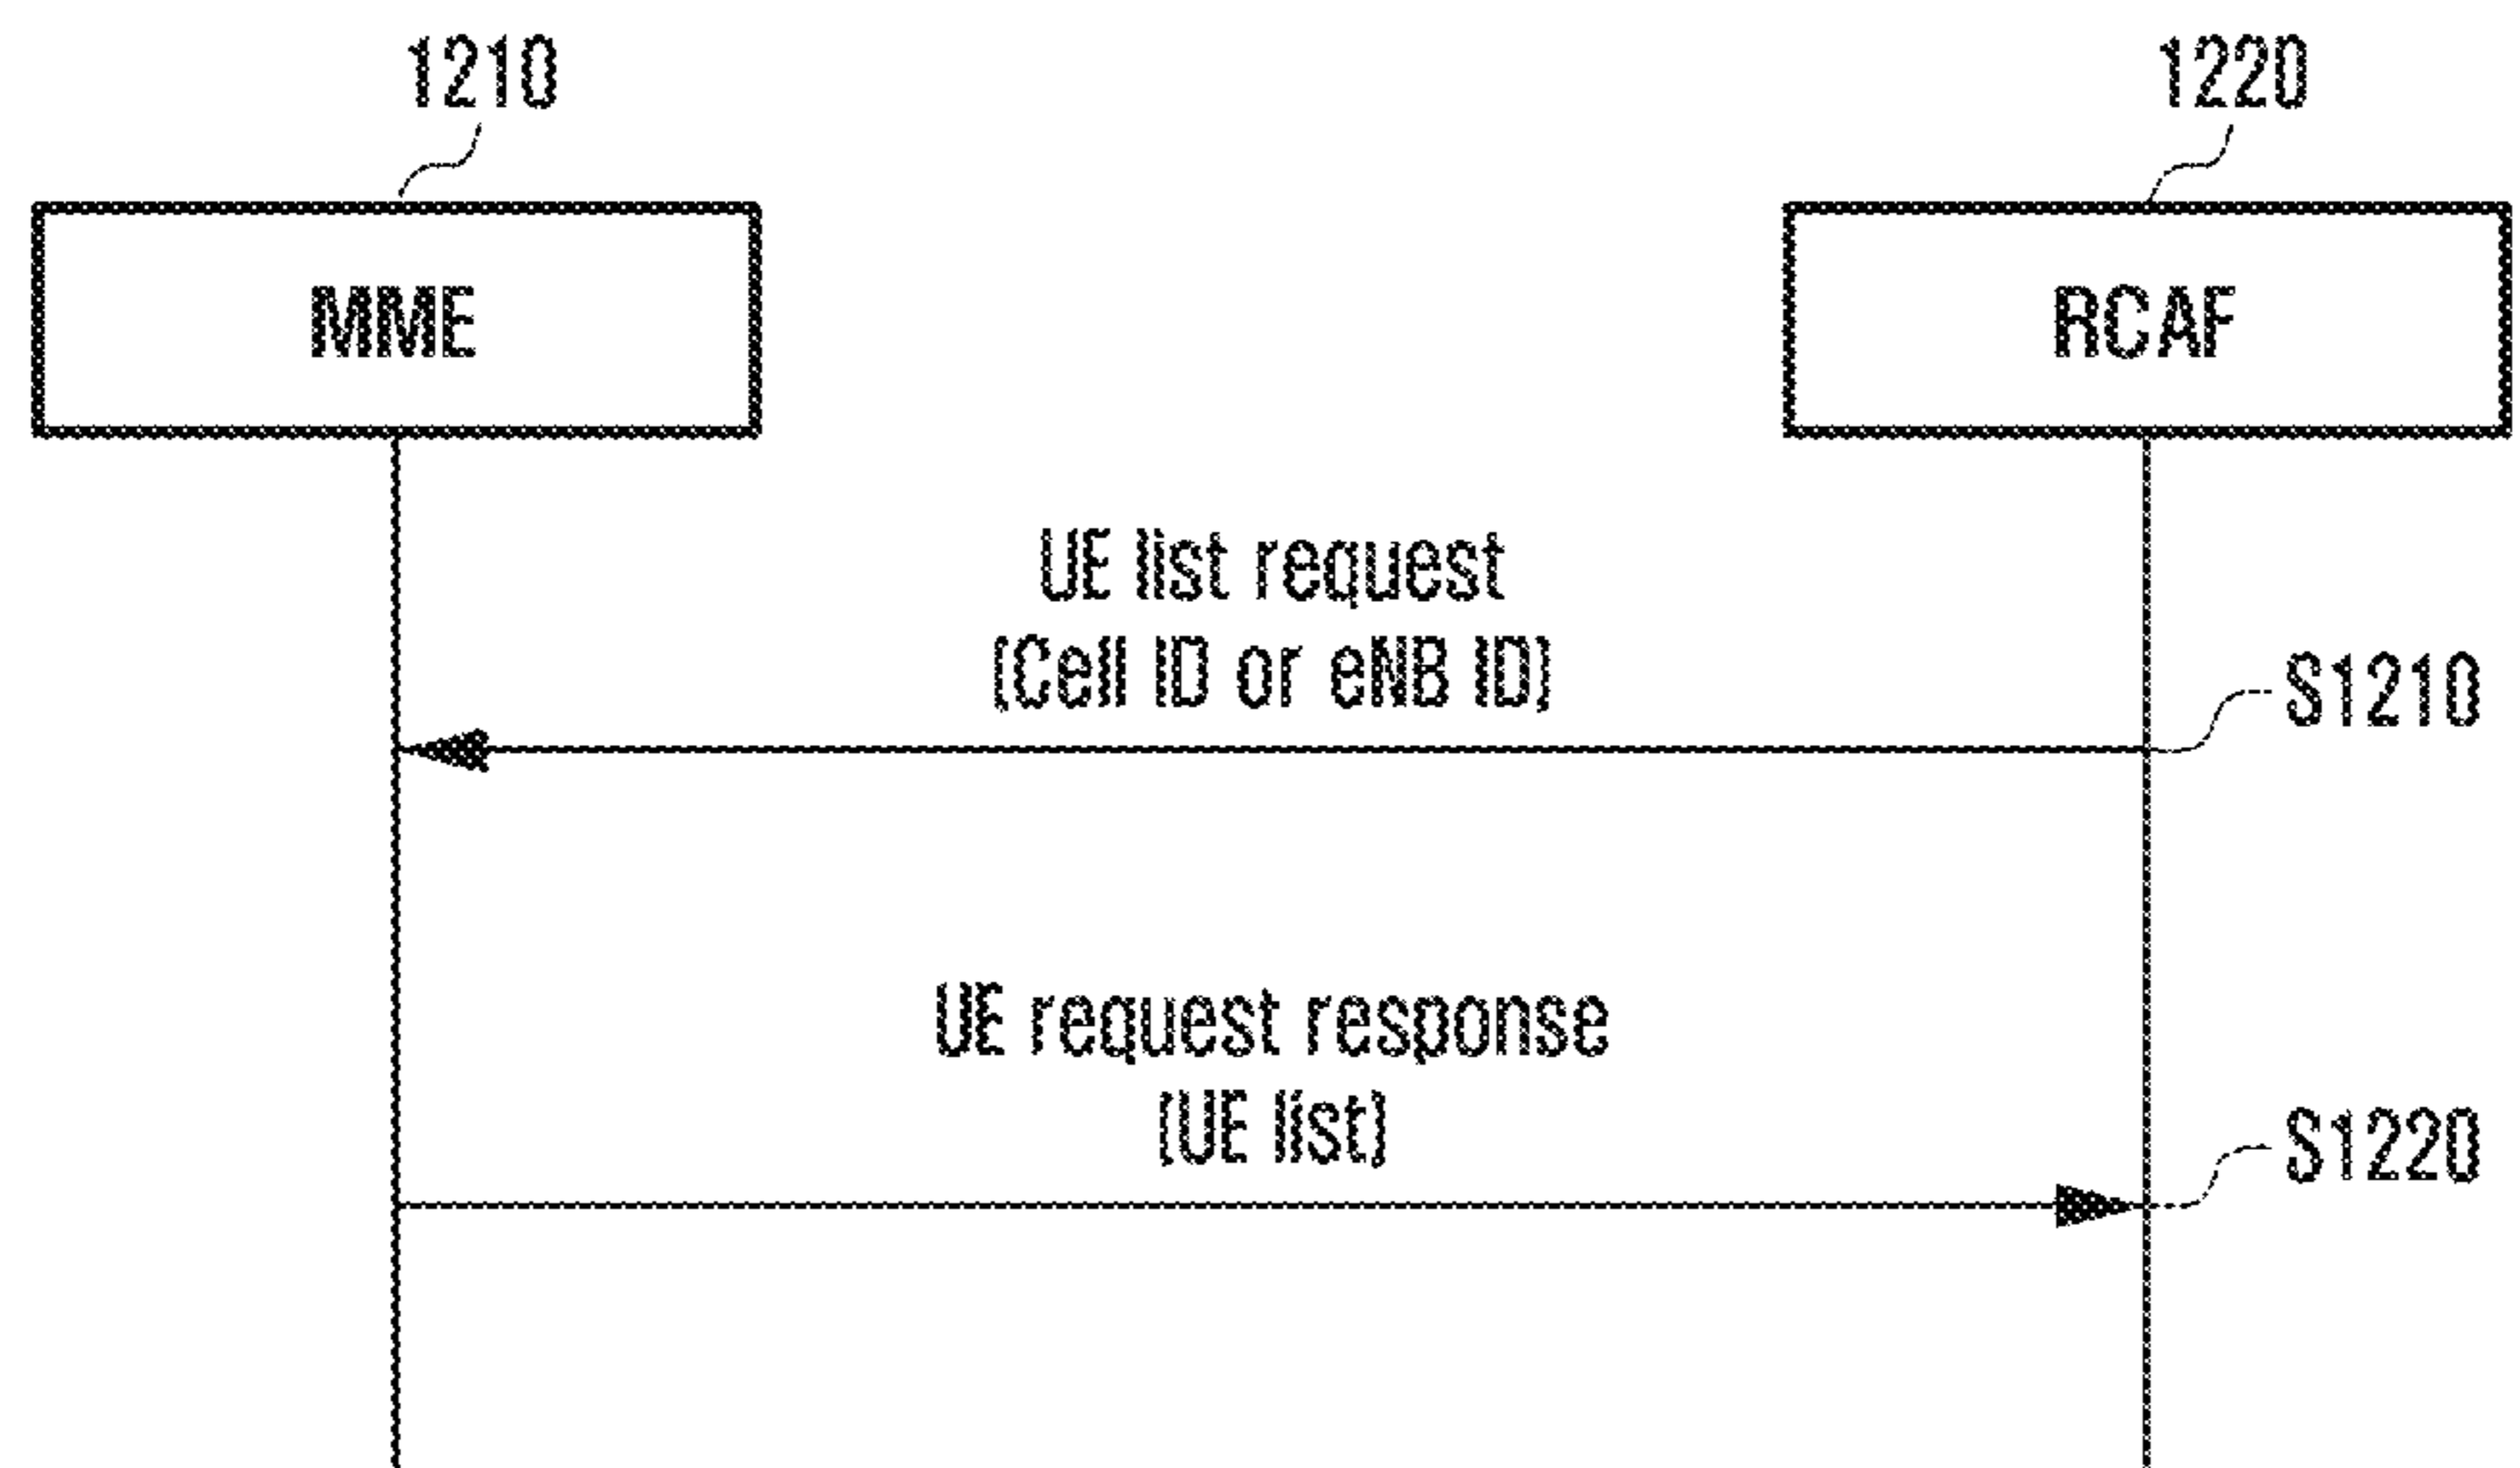 1210
1220
MME
RCAF
UE list request
(Cell ID or eNB ID)
S1210
UE request response
(UE list)
S1220